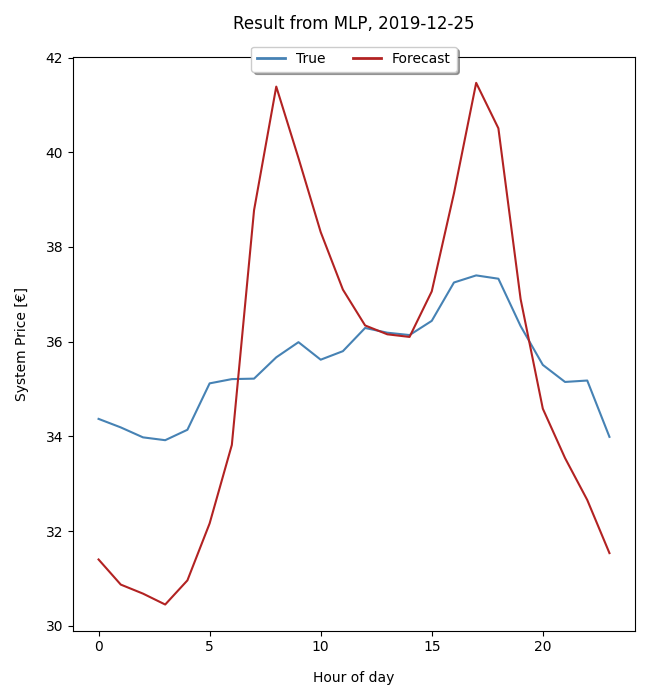 Result from MLP, 2019-12-25
True
Forecast
42
40
38
36
34
32
30
System Price [€]
0
5
10
15
20
Hour of day